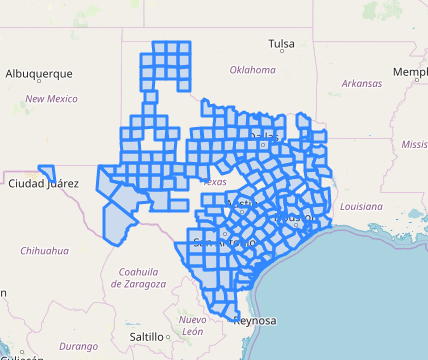 Tulsa
Albuquerque
Oklahoma
Memp
New Mexico
Arkansas
Dallas
Missis
Ciudad Juárez
Texas
Louisiana
Austin
Houston
San Antonio
Chihuahua
Coahuila
de Zaragoza
Nuevo
León
Reynosa
Saltillo
Durango
Culiacán